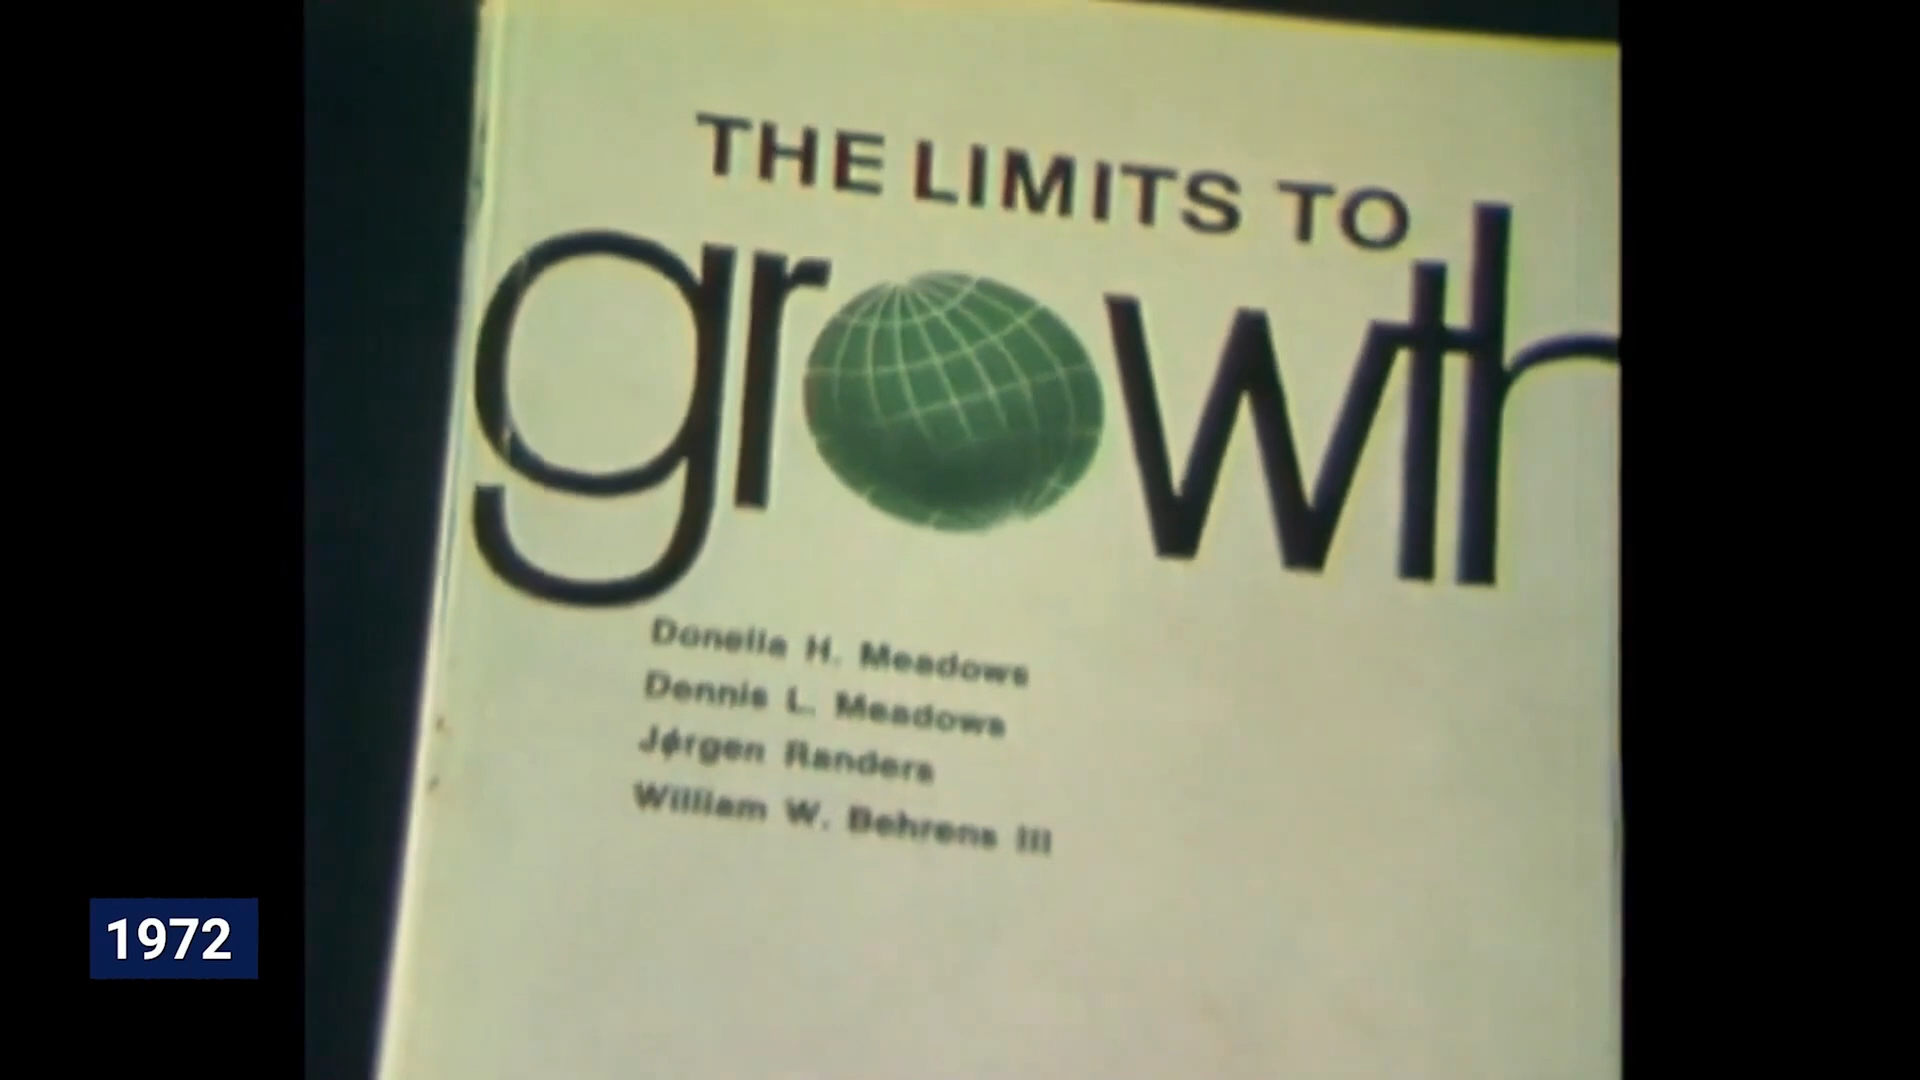 THE LIMITS TO
growth
Donella H. Meadows
Dennis L. Meadows
Jørgen Randers
William W. Behrens III
1972